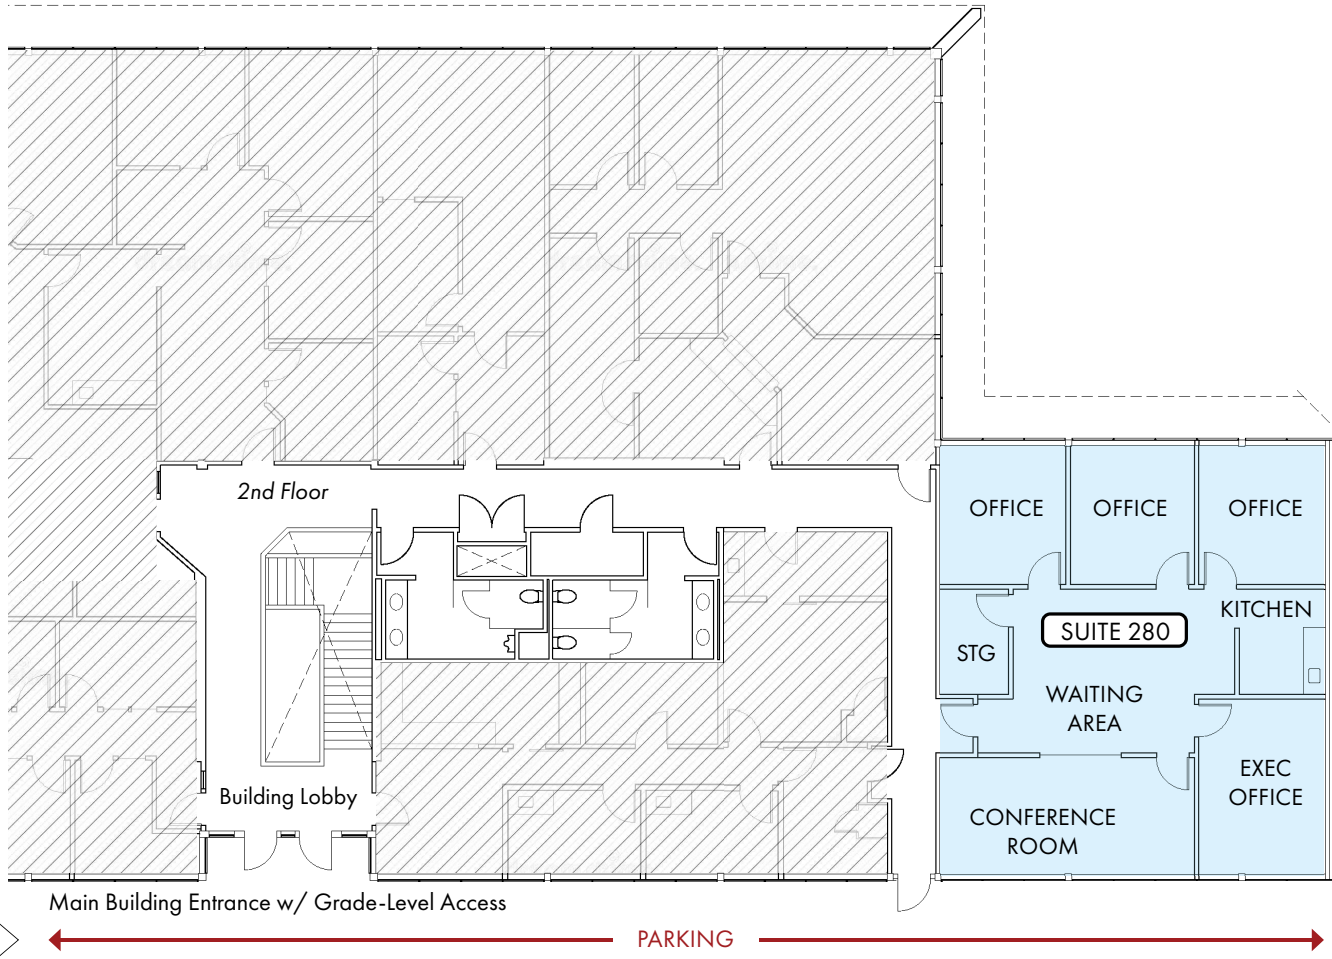 2nd Floor
OFFICE
OFFICE
OFFICE
KITCHEN
SUITE 280
STG
WAITING
AREA
EXEC
OFFICE
CONFERENCE
ROOM
Building Lobby
Main Building Entrance w/ Grade-Level Access
PARKING